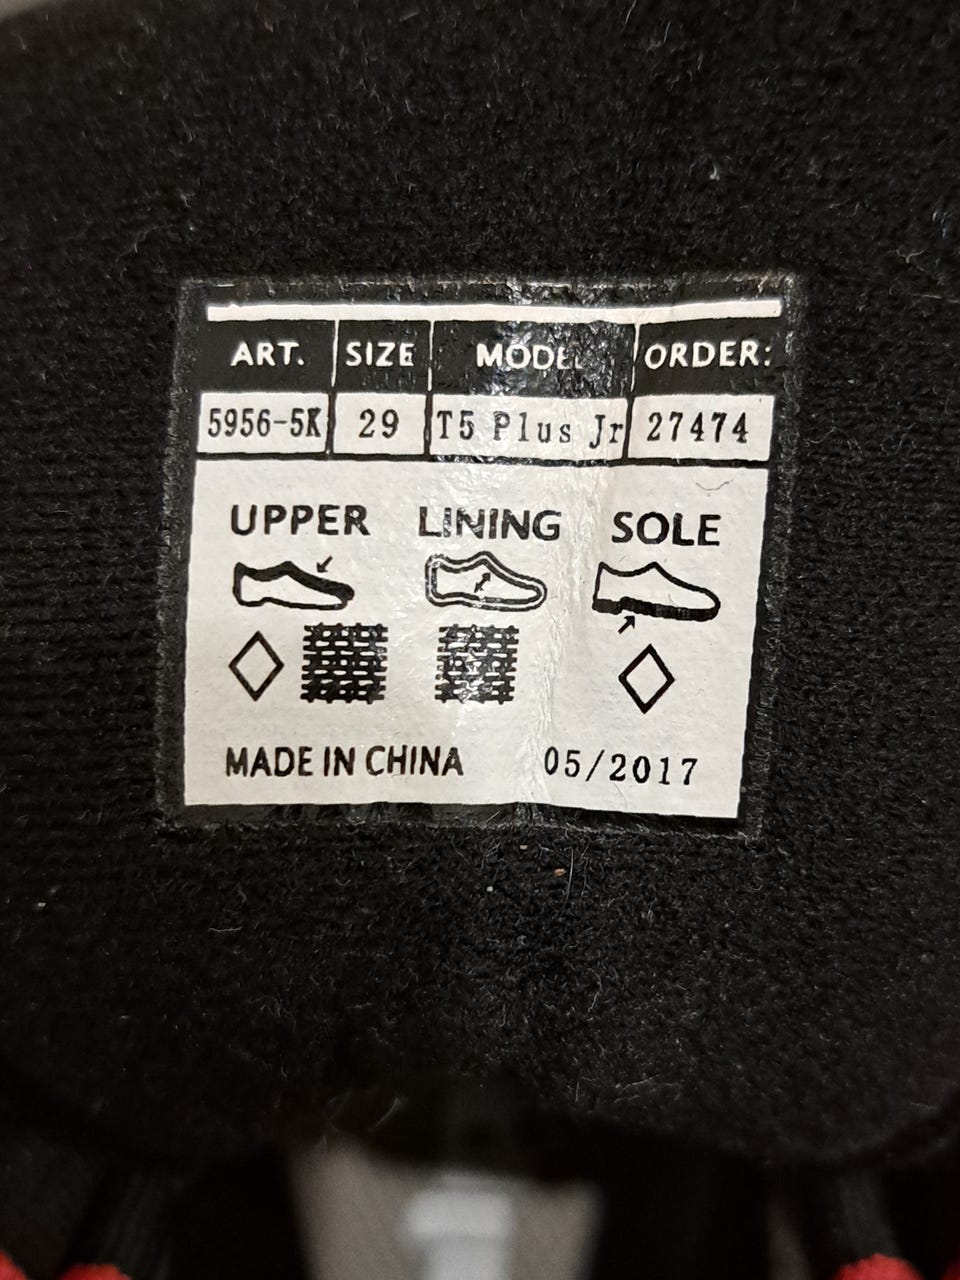 ART. SIZE MODEL ORDER:
5956-5K 29 T5 Plus Jr 27474
UPPER LINING SOLE
MADE IN CHINA 05/2017